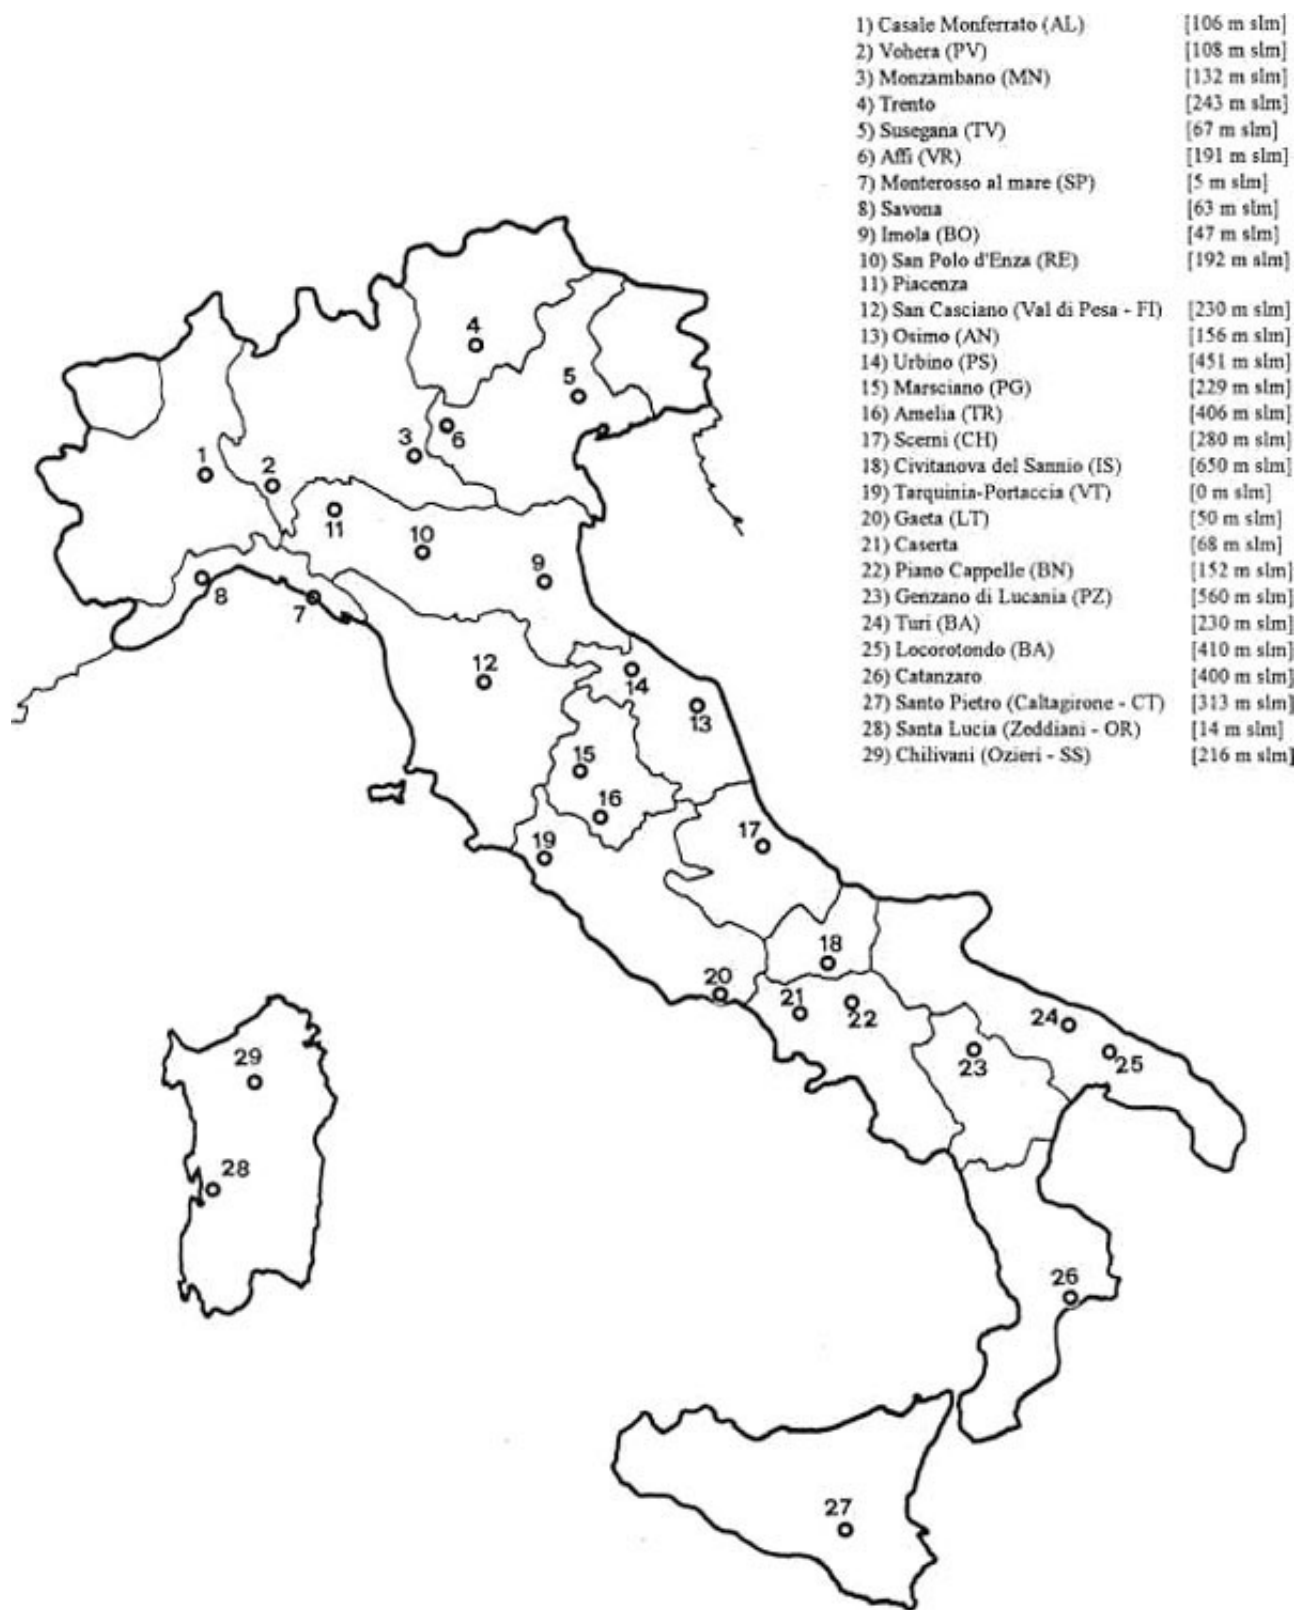 1) Casale Monferrato (AL) [106 m slm]
2) Vohera (PV) [108 m slm]
3) Monzambano (MN) [132 m slm]
4) Trento [243 m slm]
5) Susegana (TV) [67 m slm]
6) Affi (VR) [191 m slm]
7) Monterosso al mare (SP) [5 m slm]
8) Savona [63 m slm]
9) Imola (BO) [47 m slm]
10) San Polo d'Enza (RE) [192 m slm]
11) Piacenza
12) San Casciano (Val di Pesa - FI) [230 m slm]
13) Osimo (AN) [156 m slm]
14) Urbino (PS) [451 m slm]
15) Marsciano (PG) [229 m slm]
16) Amelia (TR) [406 m slm]
17) Scerni (CH) [280 m slm]
18) Civitanova del Sannio (IS) [650 m slm]
19) Tarquinia-Portaccia (VT) [0 m slm]
20) Gaeta (LT) [50 m slm]
21) Caserta [68 m slm]
22) Piano Cappelle (BN) [152 m slm]
23) Genzano di Lucania (PZ) [560 m slm]
24) Turi (BA) [230 m slm]
25) Locorotondo (BA) [410 m slm]
26) Catanzaro [400 m slm]
27) Santo Pietro (Caltagirone - CT) [313 m slm]
28) Santa Lucia (Zeddiani - OR) [14 m slm]
29) Chilivani (Ozieri - SS) [216 m slm]
4
5
6
3
1
2
11
10
9
8
7
12
14
13
15
16
19
17
18
20
21
22
24
23
25
29
28
26
27